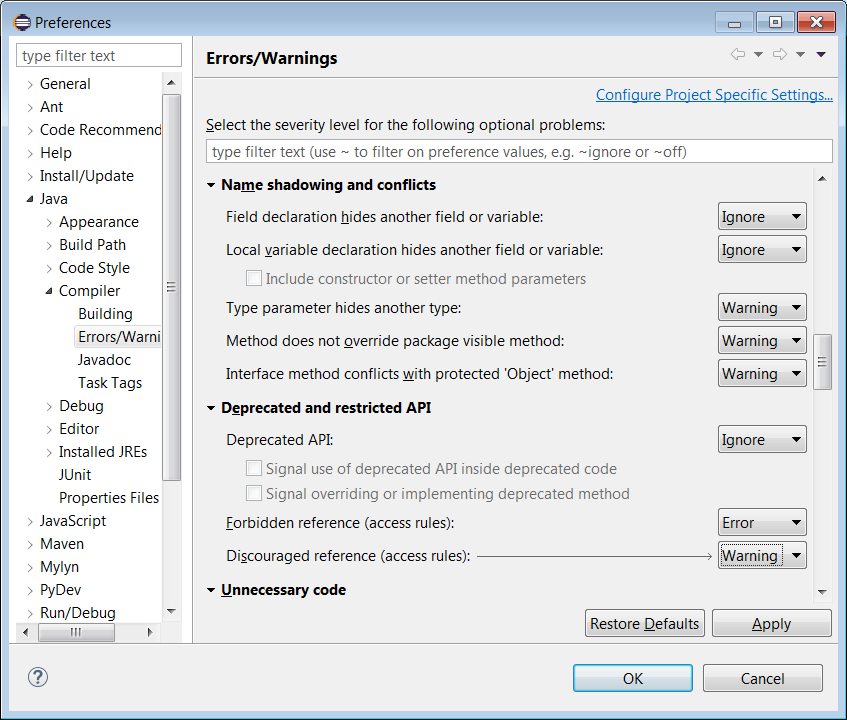 Preferences
type filter text
General
Ant
Code Recommend
Help
Install/Update
Java
Appearance
Build Path
Code Style
Compiler
Building
Errors/Warni
Javadoc
Task Tags
Debug
Editor
Installed JREs
JUnit
Properties Files
JavaScript
Maven
Mylyn
PyDev
Run/Debug
Errors/Warnings
Configure Project Specific Settings...
Select the severity level for the following optional problems:
type filter text (use ~ to filter on preference values, e.g. ~ignore or ~off)
Name shadowing and conflicts
Field declaration hides another field or variable: Ignore
Local variable declaration hides another field or variable: Ignore
Include constructor or setter method parameters
Type parameter hides another type: Warning
Method does not override package visible method: Warning
Interface method conflicts with protected 'Object' method: Warning
Deprecated and restricted API
Deprecated API: Ignore
Signal use of deprecated API inside deprecated code
Signal overriding or implementing deprecated method
Forbidden reference (access rules): Error
Discouraged reference (access rules): Warning
Unnecessary code
Restore Defaults Apply
? OK Cancel